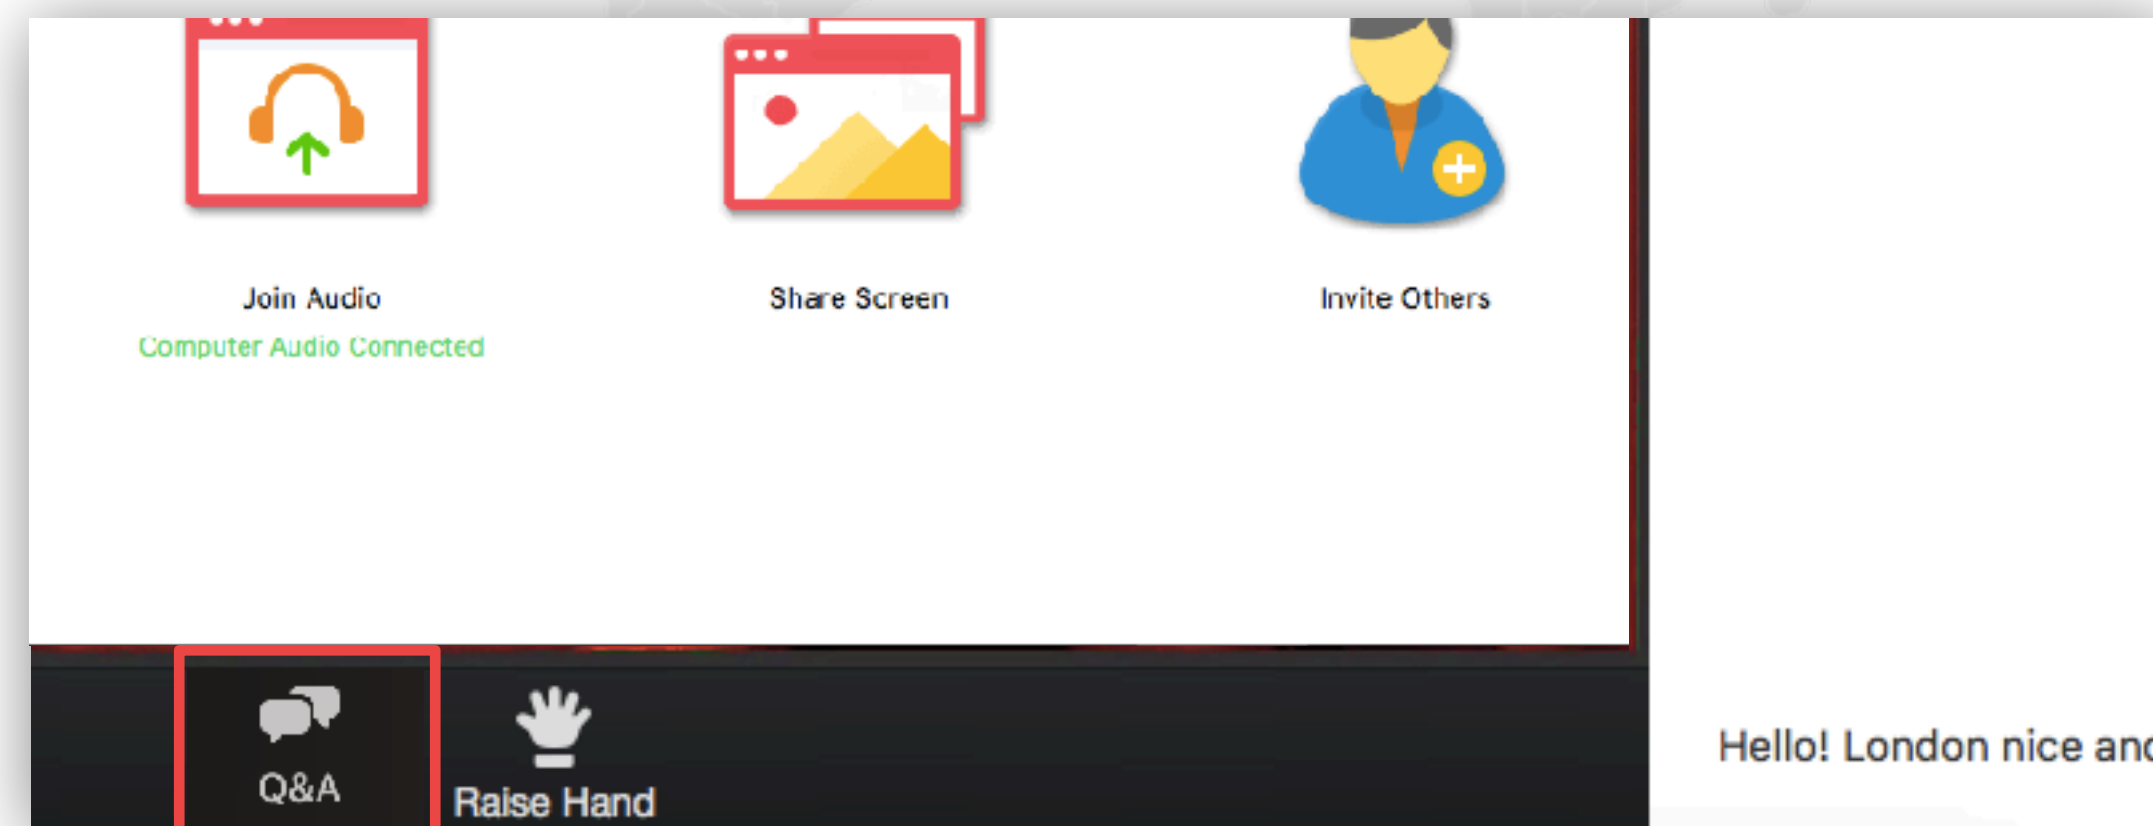 Join Audio
Share Screen
Invite Others
Computer Audio Connected
Q&A
Raise Hand
Hello! London nice and